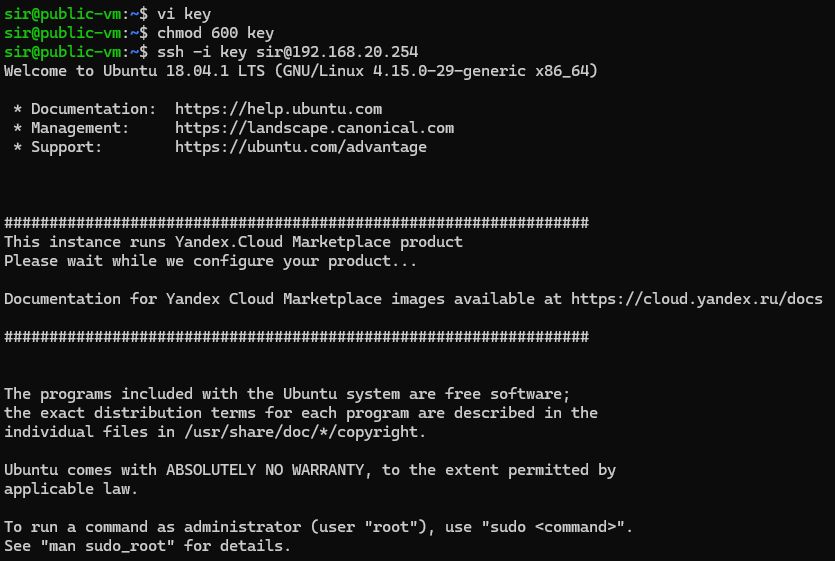 sir@public-vm:~$ vi key
sir@public-vm:~$ chmod 600 key
sir@public-vm:~$ ssh -i key sir@192.168.20.254
Welcome to Ubuntu 18.04.1 LTS (GNU/Linux 4.15.0-29-generic x86_64)
* Documentation:  https://help.ubuntu.com
* Management:     https://landscape.canonical.com
* Support:        https://ubuntu.com/advantage
#################################################################
This instance runs Yandex.Cloud Marketplace product
Please wait while we configure your product...
Documentation for Yandex Cloud Marketplace images available at https://cloud.yandex.ru/docs
#################################################################
The programs included with the Ubuntu system are free software;
the exact distribution terms for each program are described in the
individual files in /usr/share/doc/*/copyright.
Ubuntu comes with ABSOLUTELY NO WARRANTY, to the extent permitted by
applicable law.
To run a command as administrator (user "root"), use "sudo <command>".
See "man sudo_root" for details.